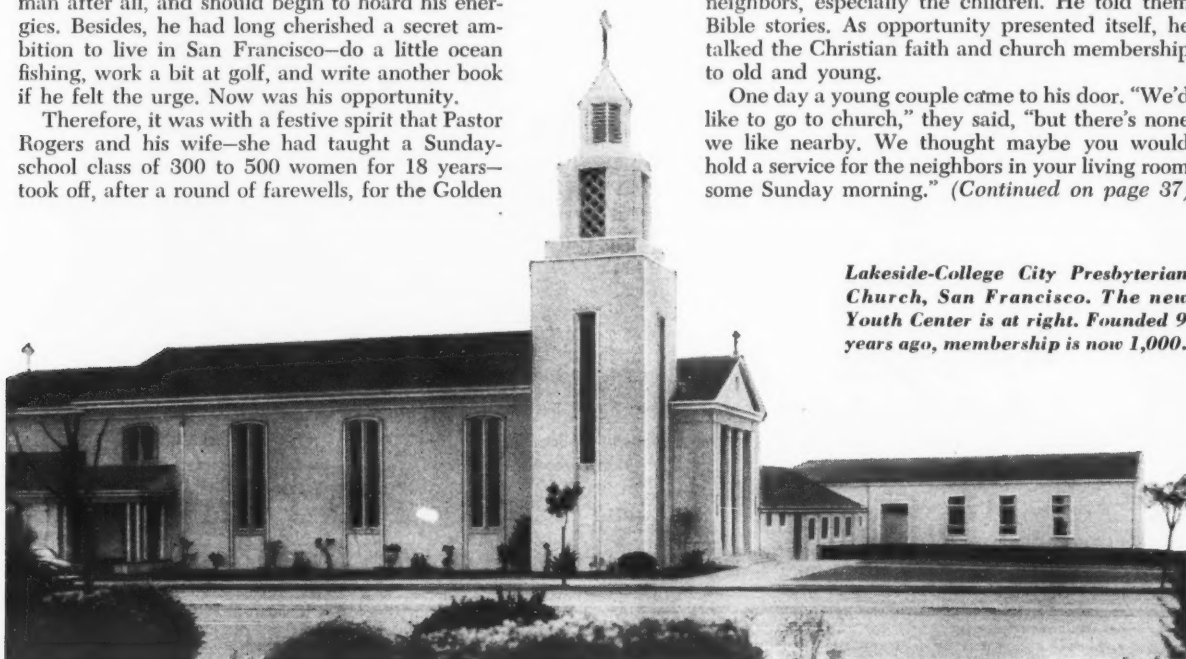 man after all, and should begin to hoard his ener-
gies. Besides, he had long cherished a secret am-
bition to live in San Francisco—do a little ocean
fishing, work a bit at golf, and write another book
if he felt the urge. Now was his opportunity.
Therefore, it was with a festive spirit that Pastor
Rogers and his wife—she had taught a Sunday-
school class of 300 to 500 women for 18 years—
took off, after a round of farewells, for the Golden
neighbors, especially the children. He told them
Bible stories. As opportunity presented itself, he
talked the Christian faith and church membership
to old and young.
One day a young couple came to his door. “We’d
like to go to church,” they said, “but there’s none
we like nearby. We thought maybe you would
hold a service for the neighbors in your living room
some Sunday morning.” (Continued on page 37)
Lakeside-College City Presbyterian
Church, San Francisco. The new
Youth Center is at right. Founded 9
years ago, membership is now 1,000.